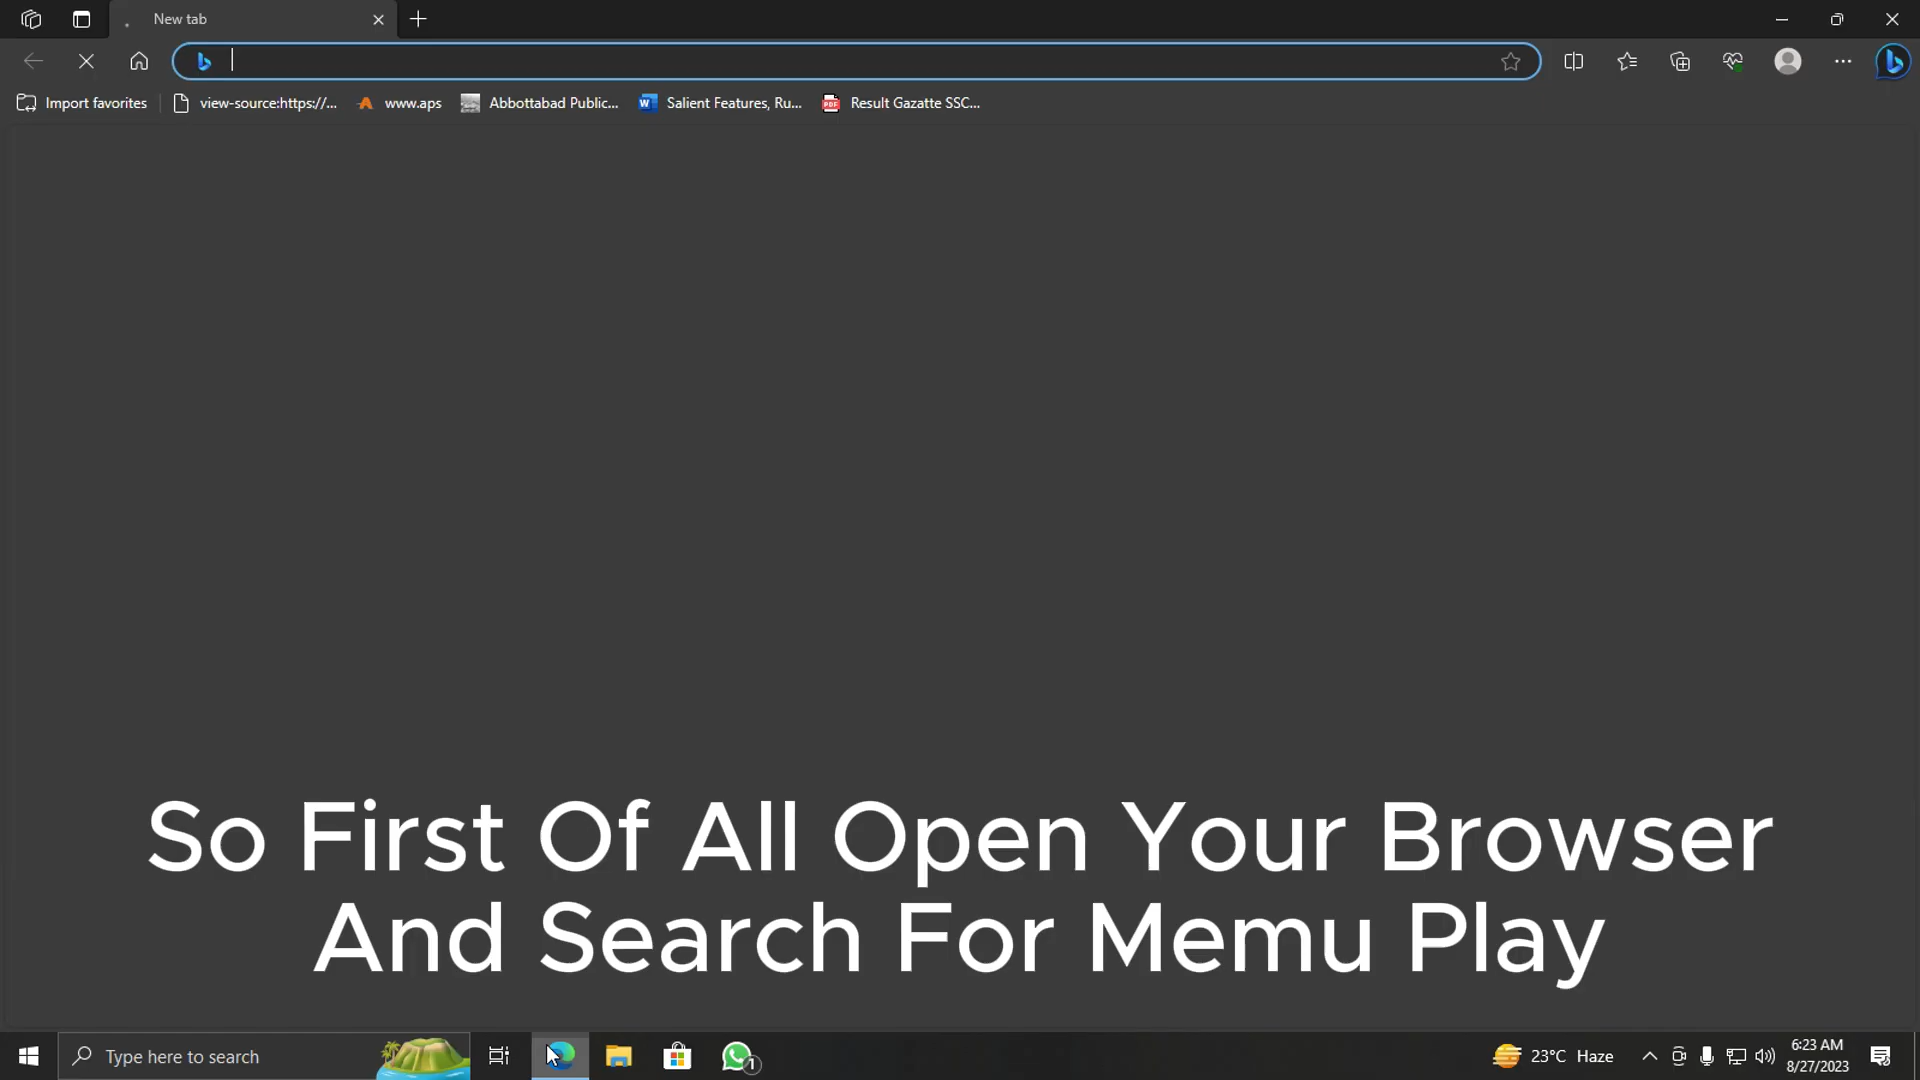 New tab
Import favorites
view-source:https://...
www.aps
Abbottabad Public...
Salient Features, Ru...
Result Gazatte SSC...
So First Of All Open Your Browser
And Search For Memu Play
Type here to search
1
23°C Haze
6:23 AM
8/27/2023